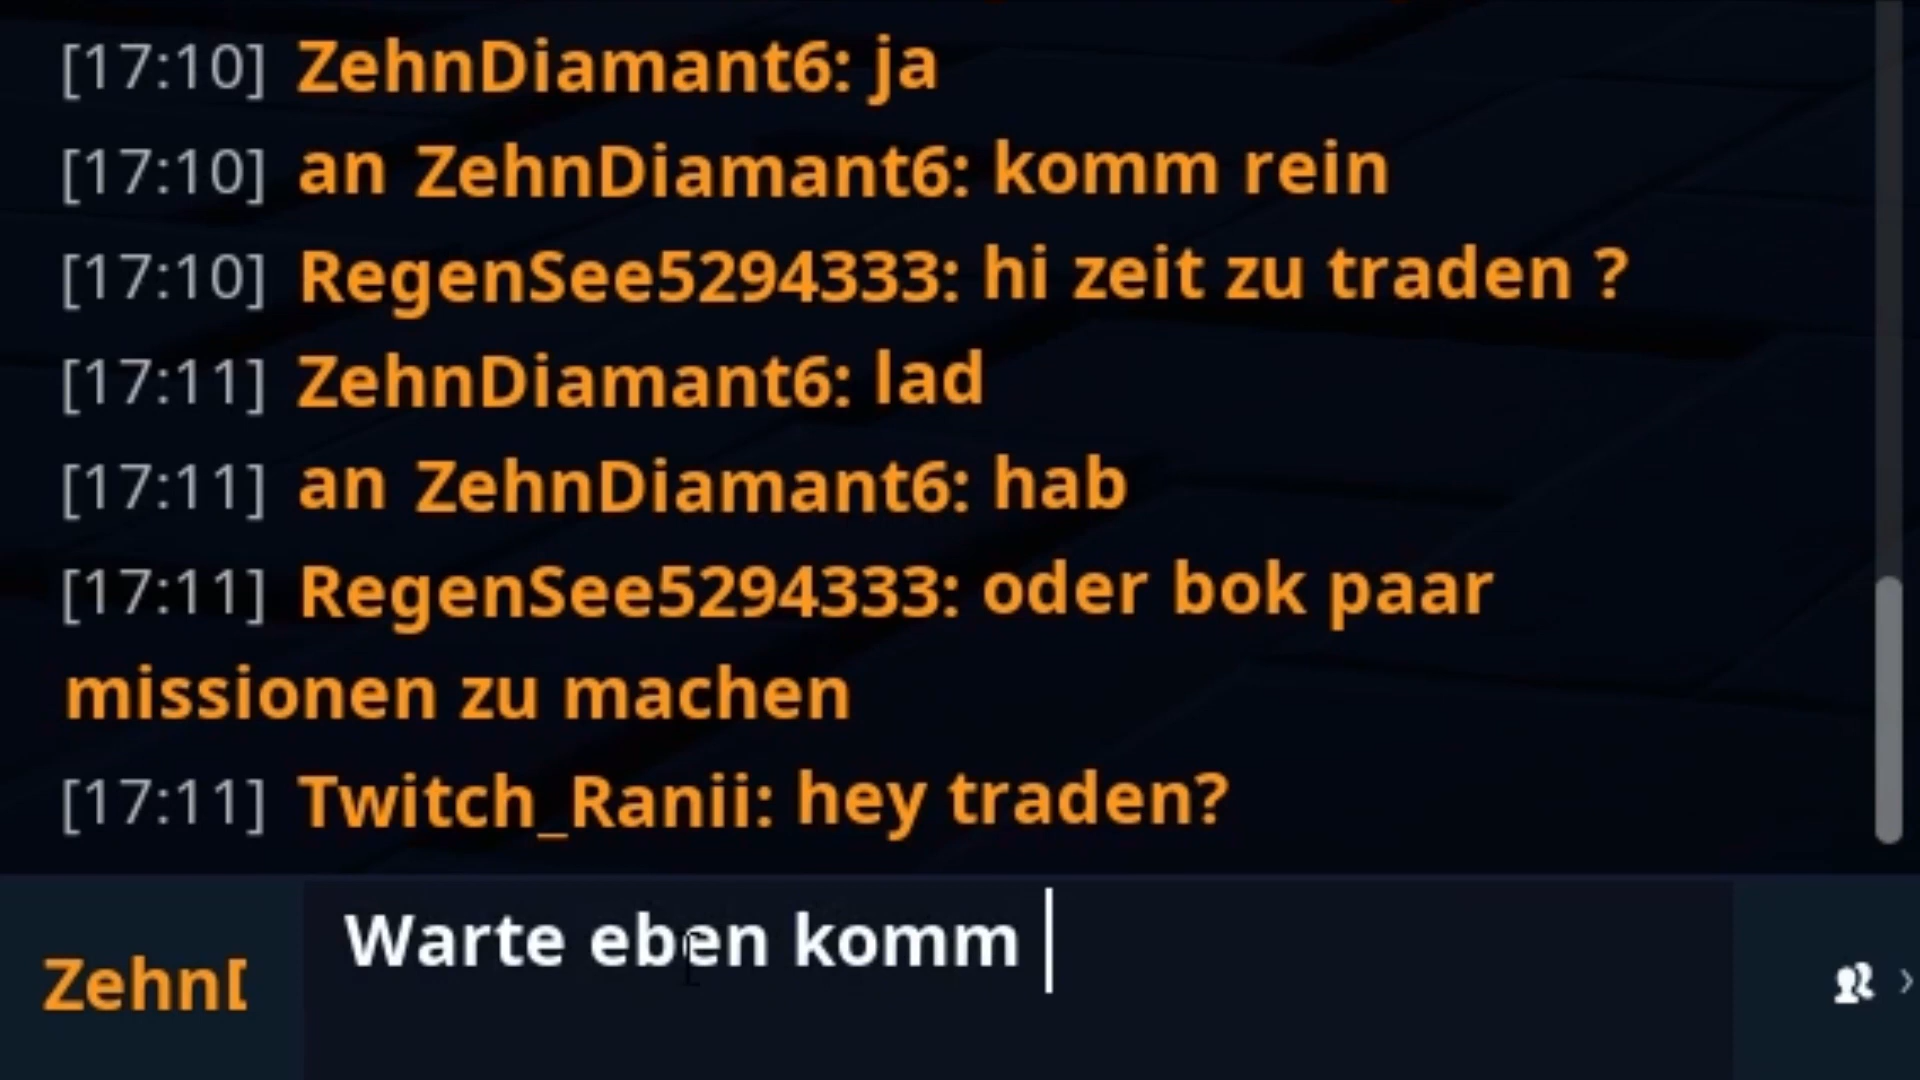 [17:10] ZehnDiamant6: ja
[17:10] an ZehnDiamant6: komm rein
[17:10] RegenSee5294333: hi zeit zu traden ?
[17:11] ZehnDiamant6: lad
[17:11] an ZehnDiamant6: hab
[17:11] RegenSee5294333: oder bok paar
missionen zu machen
[17:11] Twitch_Ranii: hey traden?
Warte eben komm
Zehn